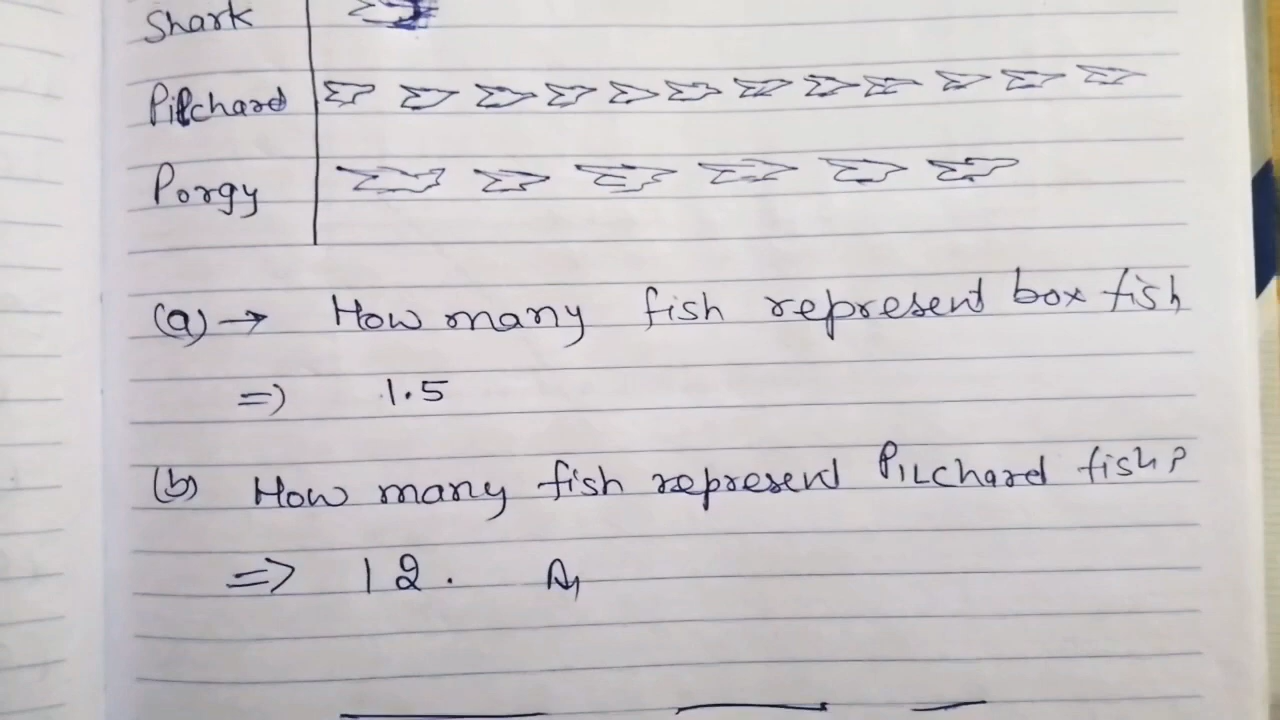 Shark
Pilchard
Porgy
(a) → How many fish represent box fish
=) 1.5
(b) How many fish represent PILchard fish?
=> 12.